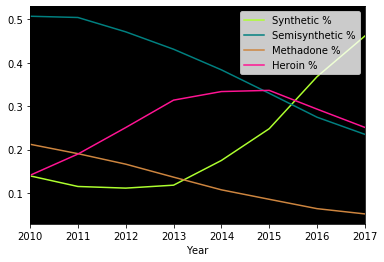 0.5
0.4
0.3
0.2
0.1
Synthetic %
Semisynthetic %
Methadone %
Heroin %
2010 2011 2012 2013 2014 2015 2016 2017
Year